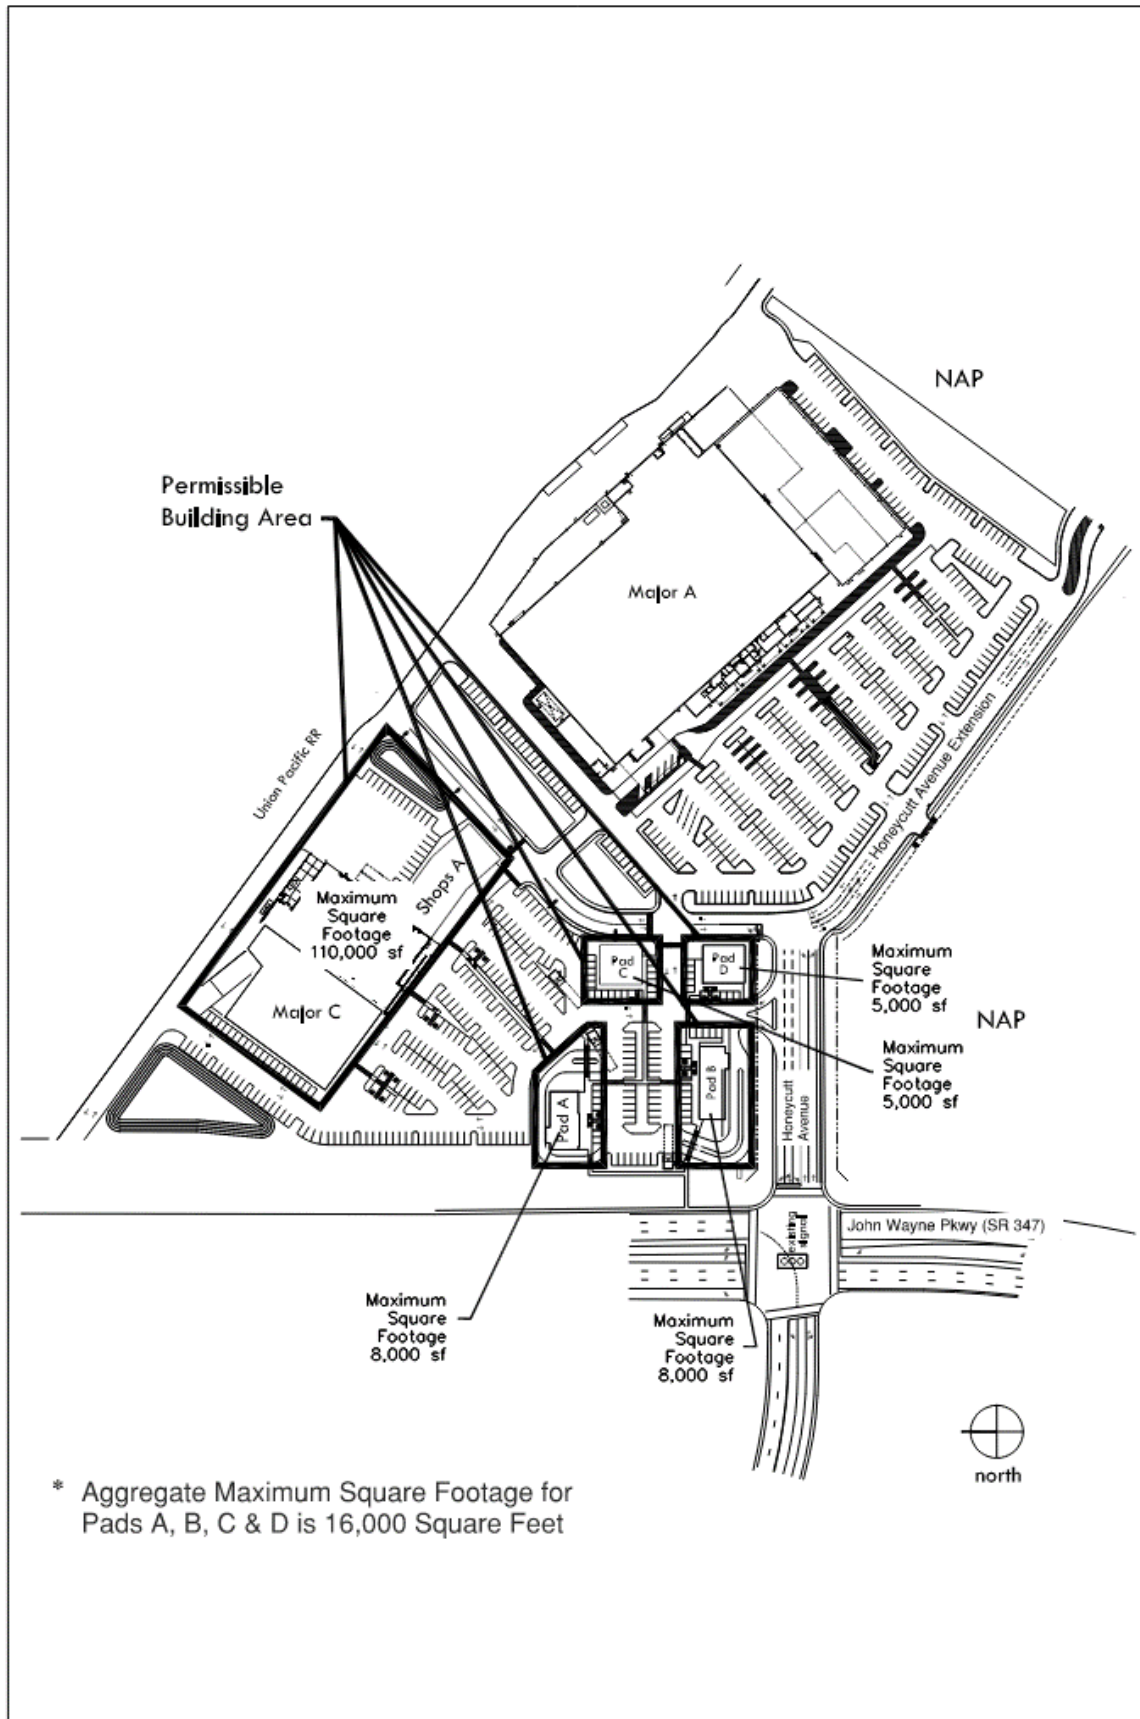 NAP
Permissible
Building Area
Major A
Union Pacific RR
Honeycutt Avenue Extension
Shops A
Maximum
Square
Footage
110,000 sf
Major C
Pad
C
Pad
D
Maximum
Square
Footage
5,000 sf
NAP
Maximum
Square
Footage
5,000 sf
Pad A
Pad B
Honeycutt
Avenue
John Wayne Pkwy (SR 347)
existing
signal
Maximum
Square
Footage
8,000 sf
Maximum
Square
Footage
8,000 sf
north
* Aggregate Maximum Square Footage for
Pads A, B, C & D is 16,000 Square Feet